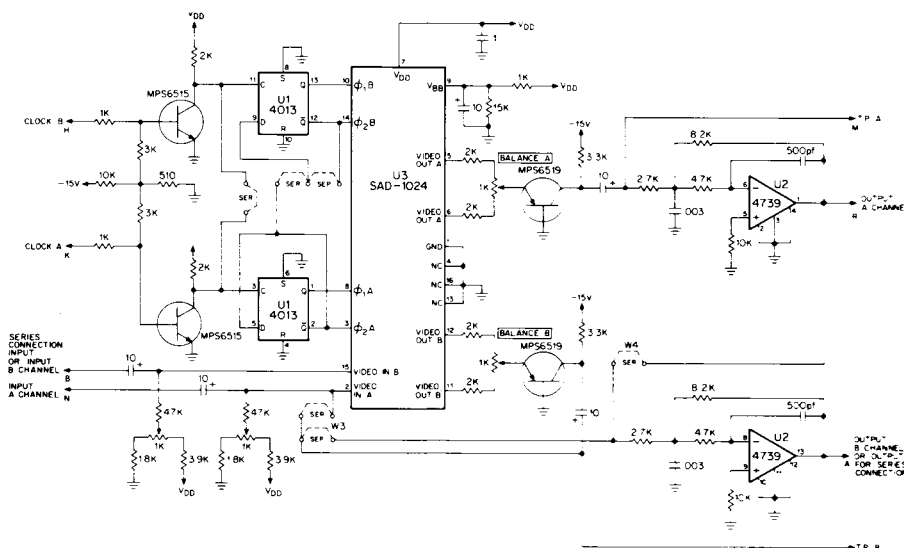 VDD
2K
MPS6515
CLOCK B
H
1K
3K
-15V
10K
510
3K
CLOCK A
K
1K
2K
MPS6515
8
S
11
C
Q
13
U1
4013
9
D
Q̅
12
R
10
SER
SER
SEP
6
S
3
C
Q
1
U1
4013
5
D
Q̅
2
R
4
VDD
1
7
VDD
10
Φ1B
14
Φ2B
U3
SAD-1024
8
Φ1A
3
Φ2A
15
VIDEO IN B
2
VIDEO
IN A
VBB
9
1K
VDD
10
15K
VIDEO
OUT A
5
2K
BALANCE A
MPS6519
1K
6
VIDEO
OUT A
2K
GND
1
NC
4
NC
16
NC
13
VIDEO
OUT B
12
2K
BALANCE B
MPS6519
1K
VIDEO
OUT B
11
2K
-15V
3.3K
10
T.P. A
M
8.2K
500pf
2.7K
4.7K
.003
6
U2
4739
1
5
2
3
14
10K
OUTPUT
A CHANNEL
R
-15V
3.3K
W4
SER
8.2K
500pf
10
2.7K
4.7K
.003
8
U2
4739
13
9
12
10K
OUTPUT
B CHANNEL
OR OUTPUT
A FOR SERIES
CONNECTION
SERIES
CONNECTION
INPUT
OR INPUT
B CHANNEL
B
10
INPUT
A CHANNEL
N
10
47K
1K
1.8K
3.9K
VDD
47K
1K
1.8K
3.9K
VDD
SER
SEP
W3
T.P. B